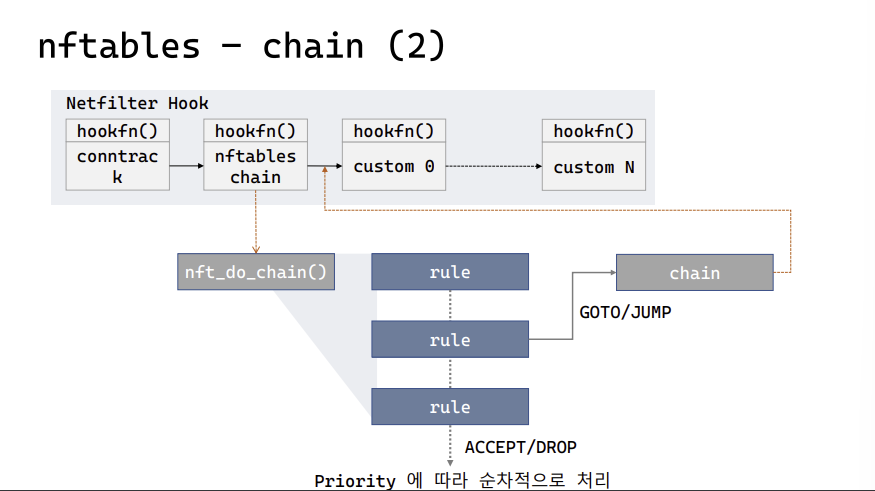 nftables – chain (2)
Netfilter Hook
hookfn()
conntrac
k
hookfn()
nftables
chain
hookfn()
custom 0
hookfn()
custom N
nft_do_chain()
rule
chain
GOTO/JUMP
rule
rule
ACCEPT/DROP
Priority 에 따라 순차적으로 처리